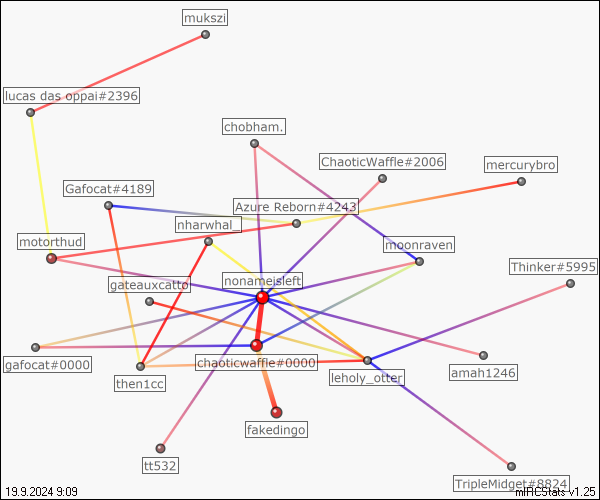 mukszi
lucas das oppai#2396
chobham.
ChaoticWaffle#2006
mercurybro
Gafocat#4189
Azure Reborn#4243
nharwhal_
motorthud
moonraven
Thinker#5995
nonameisleft
gateauxcatto
gafocat#0000
chaoticwaffle#0000
then1cc
leholy_otter
amah1246
fakedingo
tt532
TripleMidget#8824
19.9.2024 9:09
mIRCStats v1.25